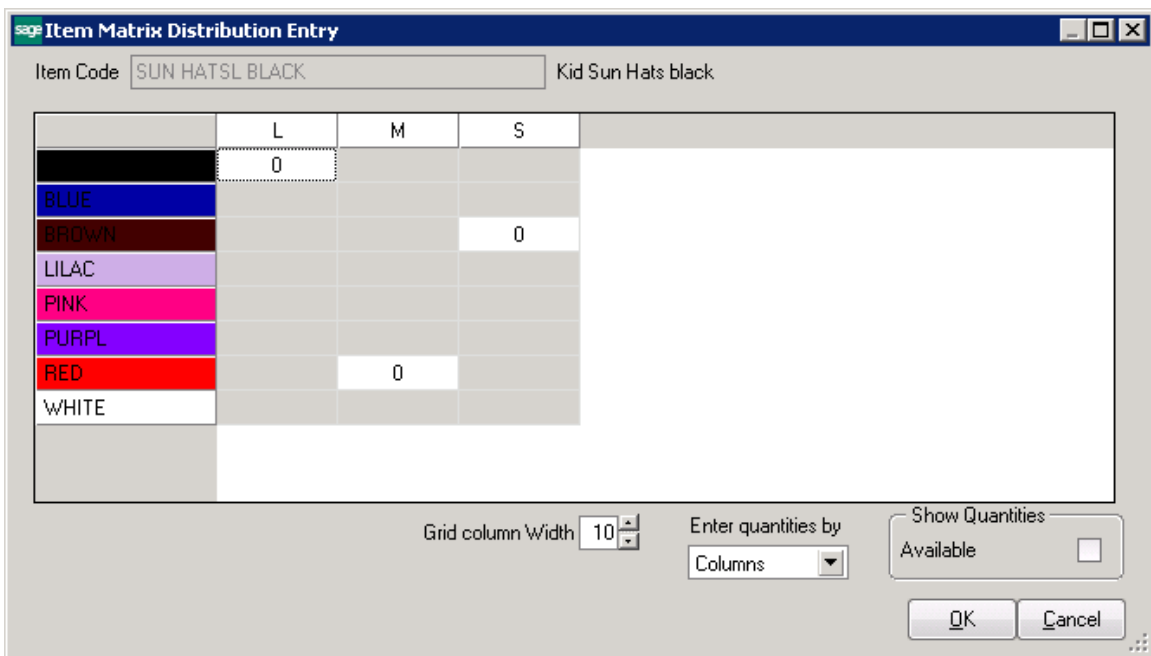 sage Item Matrix Distribution Entry
Item Code SUN HATSL BLACK Kid Sun Hats black
L M S
0
BLUE
BROWN 0
LILAC
PINK
PURPL
RED 0
WHITE
Grid column Width 10 Enter quantities by Show Quantities
Columns Available
OK Cancel